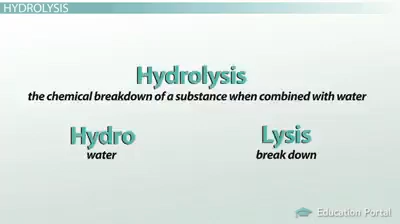 HYDROLYSIS
Hydrolysis
the chemical breakdown of a substance when combined with water
Hydro Lysis
water break down
Education Portal